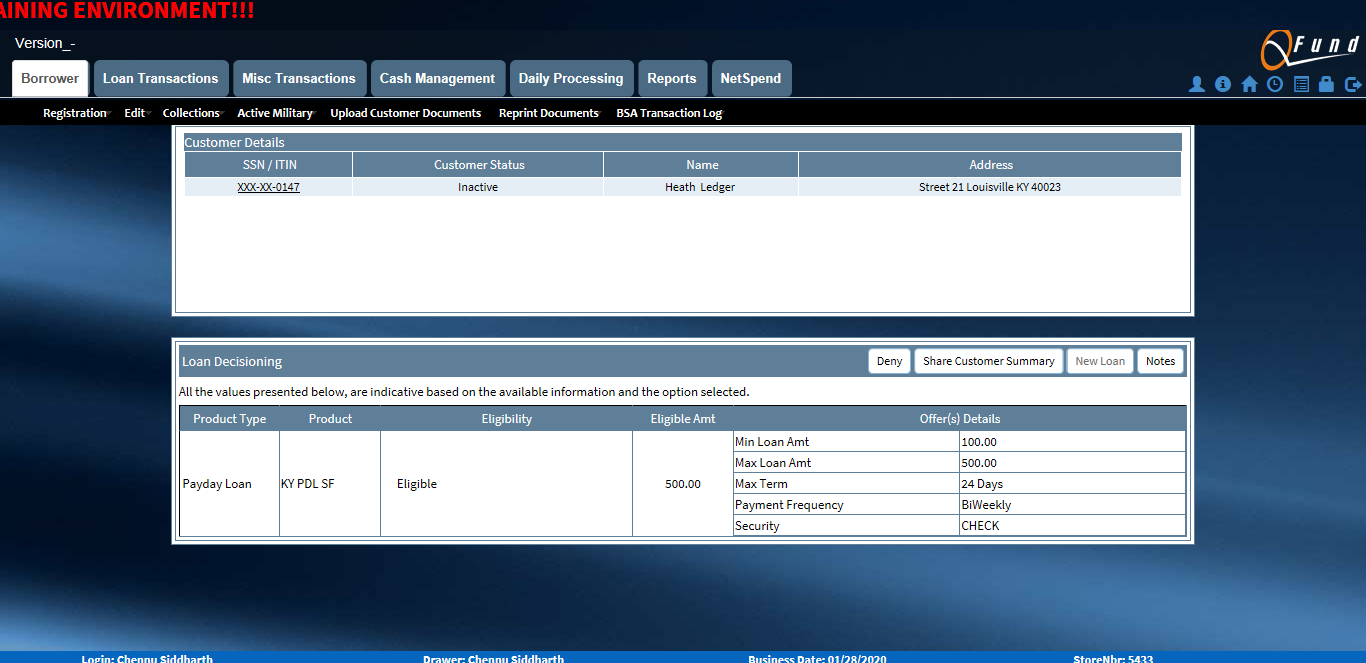 AINING ENVIRONMENT!!!
Version_-
QFund
Borrower Loan Transactions Misc Transactions Cash Management Daily Processing Reports NetSpend
Registration Edit Collections Active Military Upload Customer Documents Reprint Documents BSA Transaction Log
Customer Details
SSN / ITIN Customer Status Name Address
XXX-XX-0147 Inactive Heath Ledger Street 21 Louisville KY 40023
Loan Decisioning Deny Share Customer Summary New Loan Notes
All the values presented below, are indicative based on the available information and the option selected.
Product Type Product Eligibility Eligible Amt Offer(s) Details
Min Loan Amt 100.00
Max Loan Amt 500.00
Payday Loan KY PDL SF Eligible 500.00 Max Term 24 Days
Payment Frequency BiWeekly
Security CHECK
Login: Chennu Siddharth Drawer: Chennu Siddharth Business Date: 01/28/2020 StoreNbr: 5433